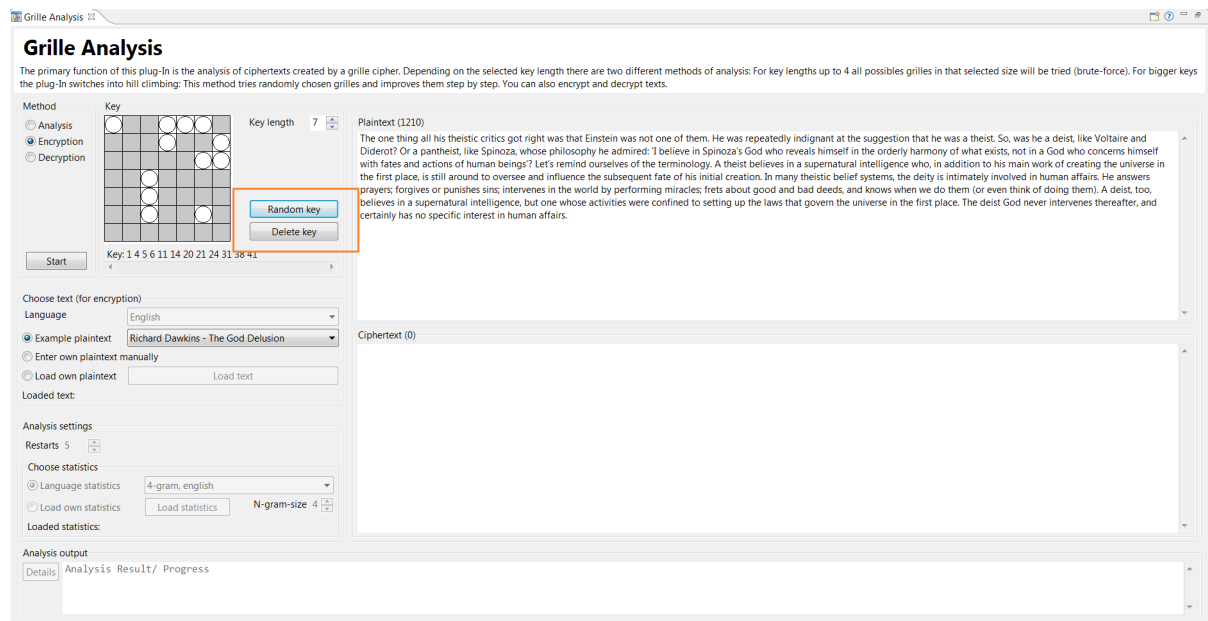 Grille Analysis
Grille Analysis
The primary function of this plug-In is the analysis of ciphertexts created by a grille cipher. Depending on the selected key length there are two different methods of analysis: For key lengths up to 4 all possibles grilles in that selected size will be tried (brute-force). For bigger keys
the plug-In switches into hill climbing: This method tries randomly chosen grilles and improves them step by step. You can also encrypt and decrypt texts.
Method
Analysis
Encryption
Decryption
Start
Key
Key length 7
Random key
Delete key
Key: 1 4 5 6 11 14 20 21 24 31 38 41
Choose text (for encryption)
Language English
Example plaintext Richard Dawkins - The God Delusion
Enter own plaintext manually
Load own plaintext Load text
Loaded text:
Analysis settings
Restarts 5
Choose statistics
Language statistics 4-gram, english
Load own statistics Load statistics N-gram-size 4
Loaded statistics:
Plaintext (1210)
The one thing all his theistic critics got right was that Einstein was not one of them. He was repeatedly indignant at the suggestion that he was a theist. So, was he a deist, like Voltaire and
Diderot? Or a pantheist, like Spinoza, whose philosophy he admired: 'I believe in Spinoza's God who reveals himself in the orderly harmony of what exists, not in a God who concerns himself
with fates and actions of human beings'? Let's remind ourselves of the terminology. A theist believes in a supernatural intelligence who, in addition to his main work of creating the universe in
the first place, is still around to oversee and influence the subsequent fate of his initial creation. In many theistic belief systems, the deity is intimately involved in human affairs. He answers
prayers; forgives or punishes sins; intervenes in the world by performing miracles; frets about good and bad deeds, and knows when we do them (or even think of doing them). A deist, too,
believes in a supernatural intelligence, but one whose activities were confined to setting up the laws that govern the universe in the first place. The deist God never intervenes thereafter, and
certainly has no specific interest in human affairs.
Ciphertext (0)
Analysis output
Details
Analysis Result/ Progress